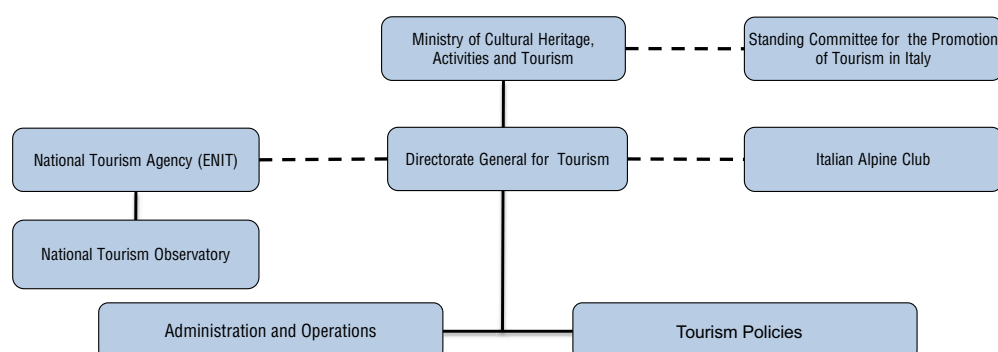 Ministry of Cultural Heritage,
Activities and Tourism
Standing Committee for the Promotion
of Tourism in Italy
National Tourism Agency (ENIT)
Directorate General for Tourism
Italian Alpine Club
National Tourism Observatory
Administration and Operations
Tourism Policies